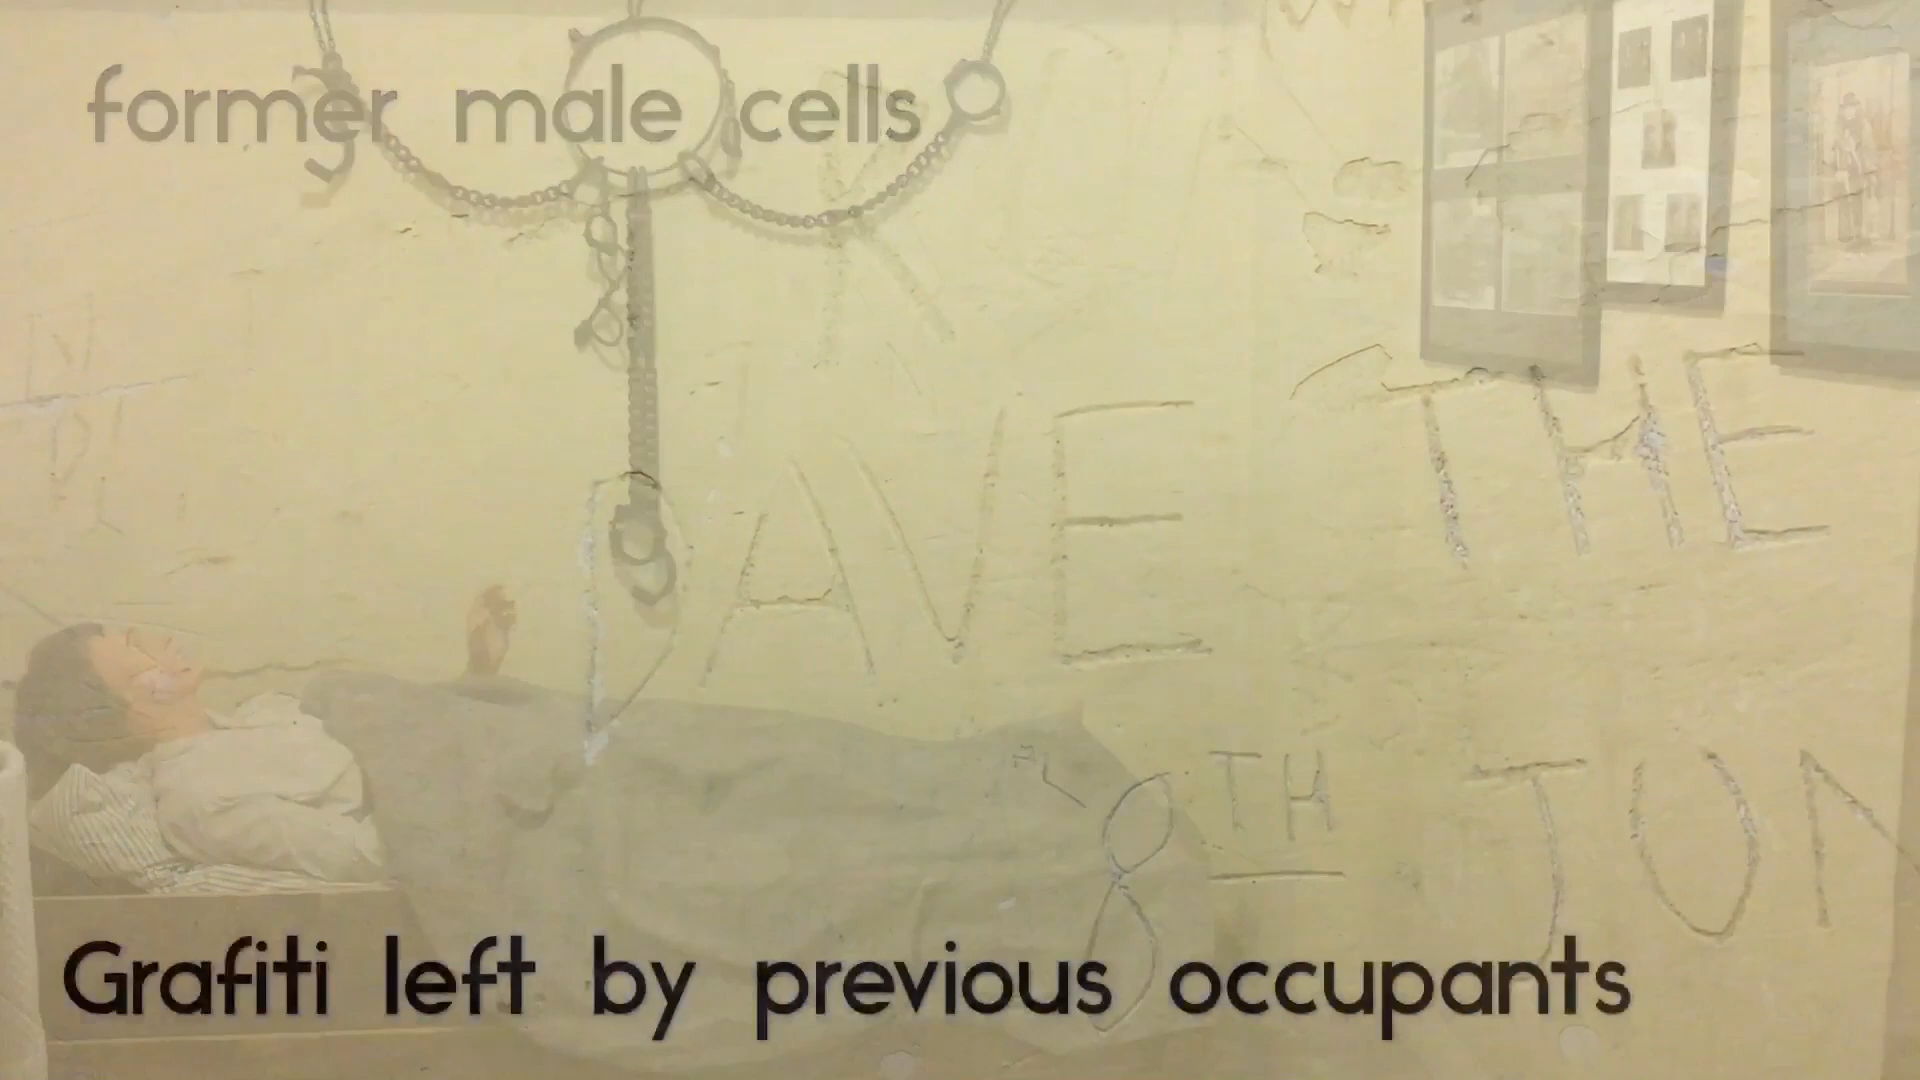 former male cells
DAVE THE
8TH JUN
Grafiti left by previous occupants